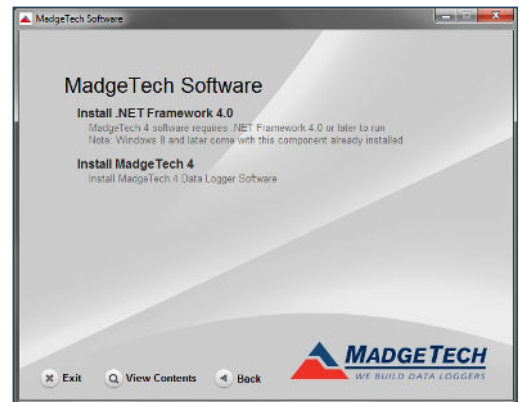 MadgeTech Software
MadgeTech Software
Install .NET Framework 4.0
MadgeTech 4 software requires .NET Framework 4.0 or later to run
Note: Windows 8 and later come with this component already installed
Install MadgeTech 4
Install MadgeTech 4 Data Logger Software
MADGETECH
WE BUILD DATA LOGGERS
Exit
View Contents
Back